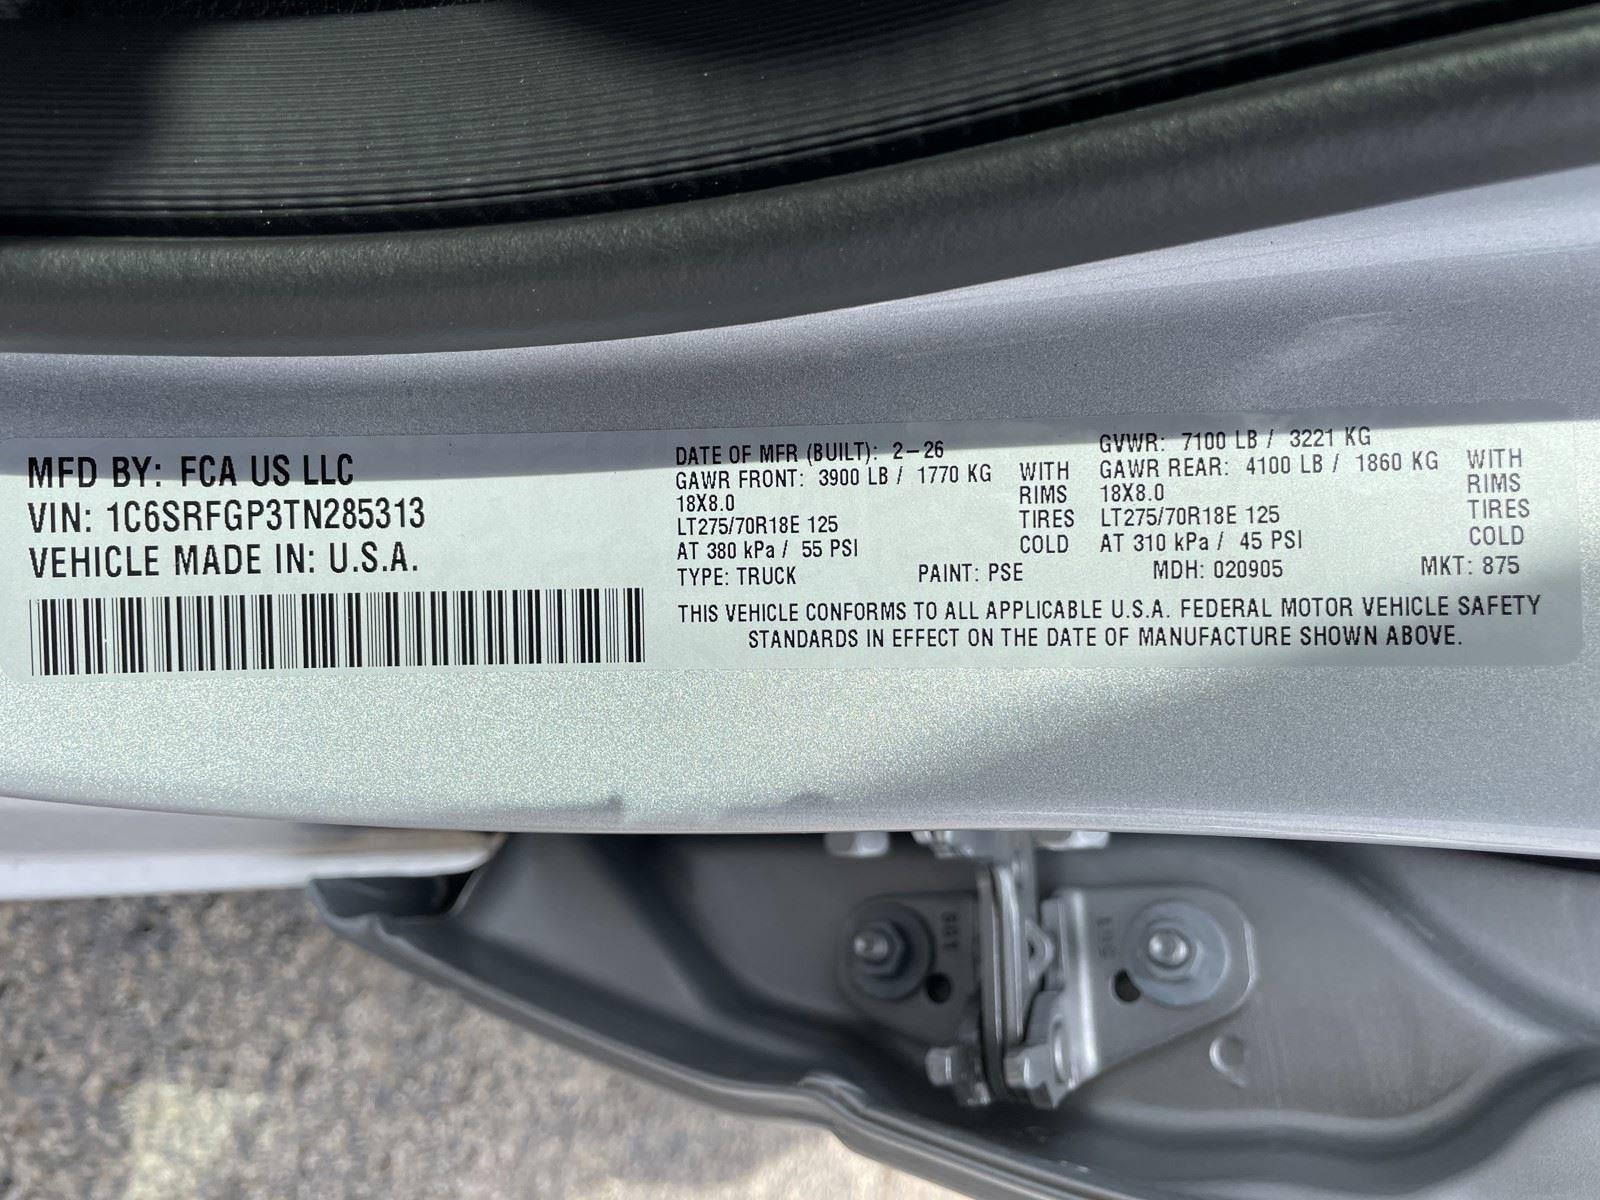 MFD BY: FCA US LLC
VIN: 1C6SRFGP3TN285313
VEHICLE MADE IN: U.S.A.
DATE OF MFR (BUILT): 2-26
GAWR FRONT: 3900 LB / 1770 KG WITH
18X8.0 RIMS
LT275/70R18E 125 TIRES
AT 380 kPa / 55 PSI COLD
GVWR: 7100 LB / 3221 KG
GAWR REAR: 4100 LB / 1860 KG WITH
18X8.0 RIMS
LT275/70R18E 125 TIRES
AT 310 kPa / 45 PSI COLD
TYPE: TRUCK PAINT: PSE MDH: 020905 MKT: 875
THIS VEHICLE CONFORMS TO ALL APPLICABLE U.S.A. FEDERAL MOTOR VEHICLE SAFETY
STANDARDS IN EFFECT ON THE DATE OF MANUFACTURE SHOWN ABOVE.